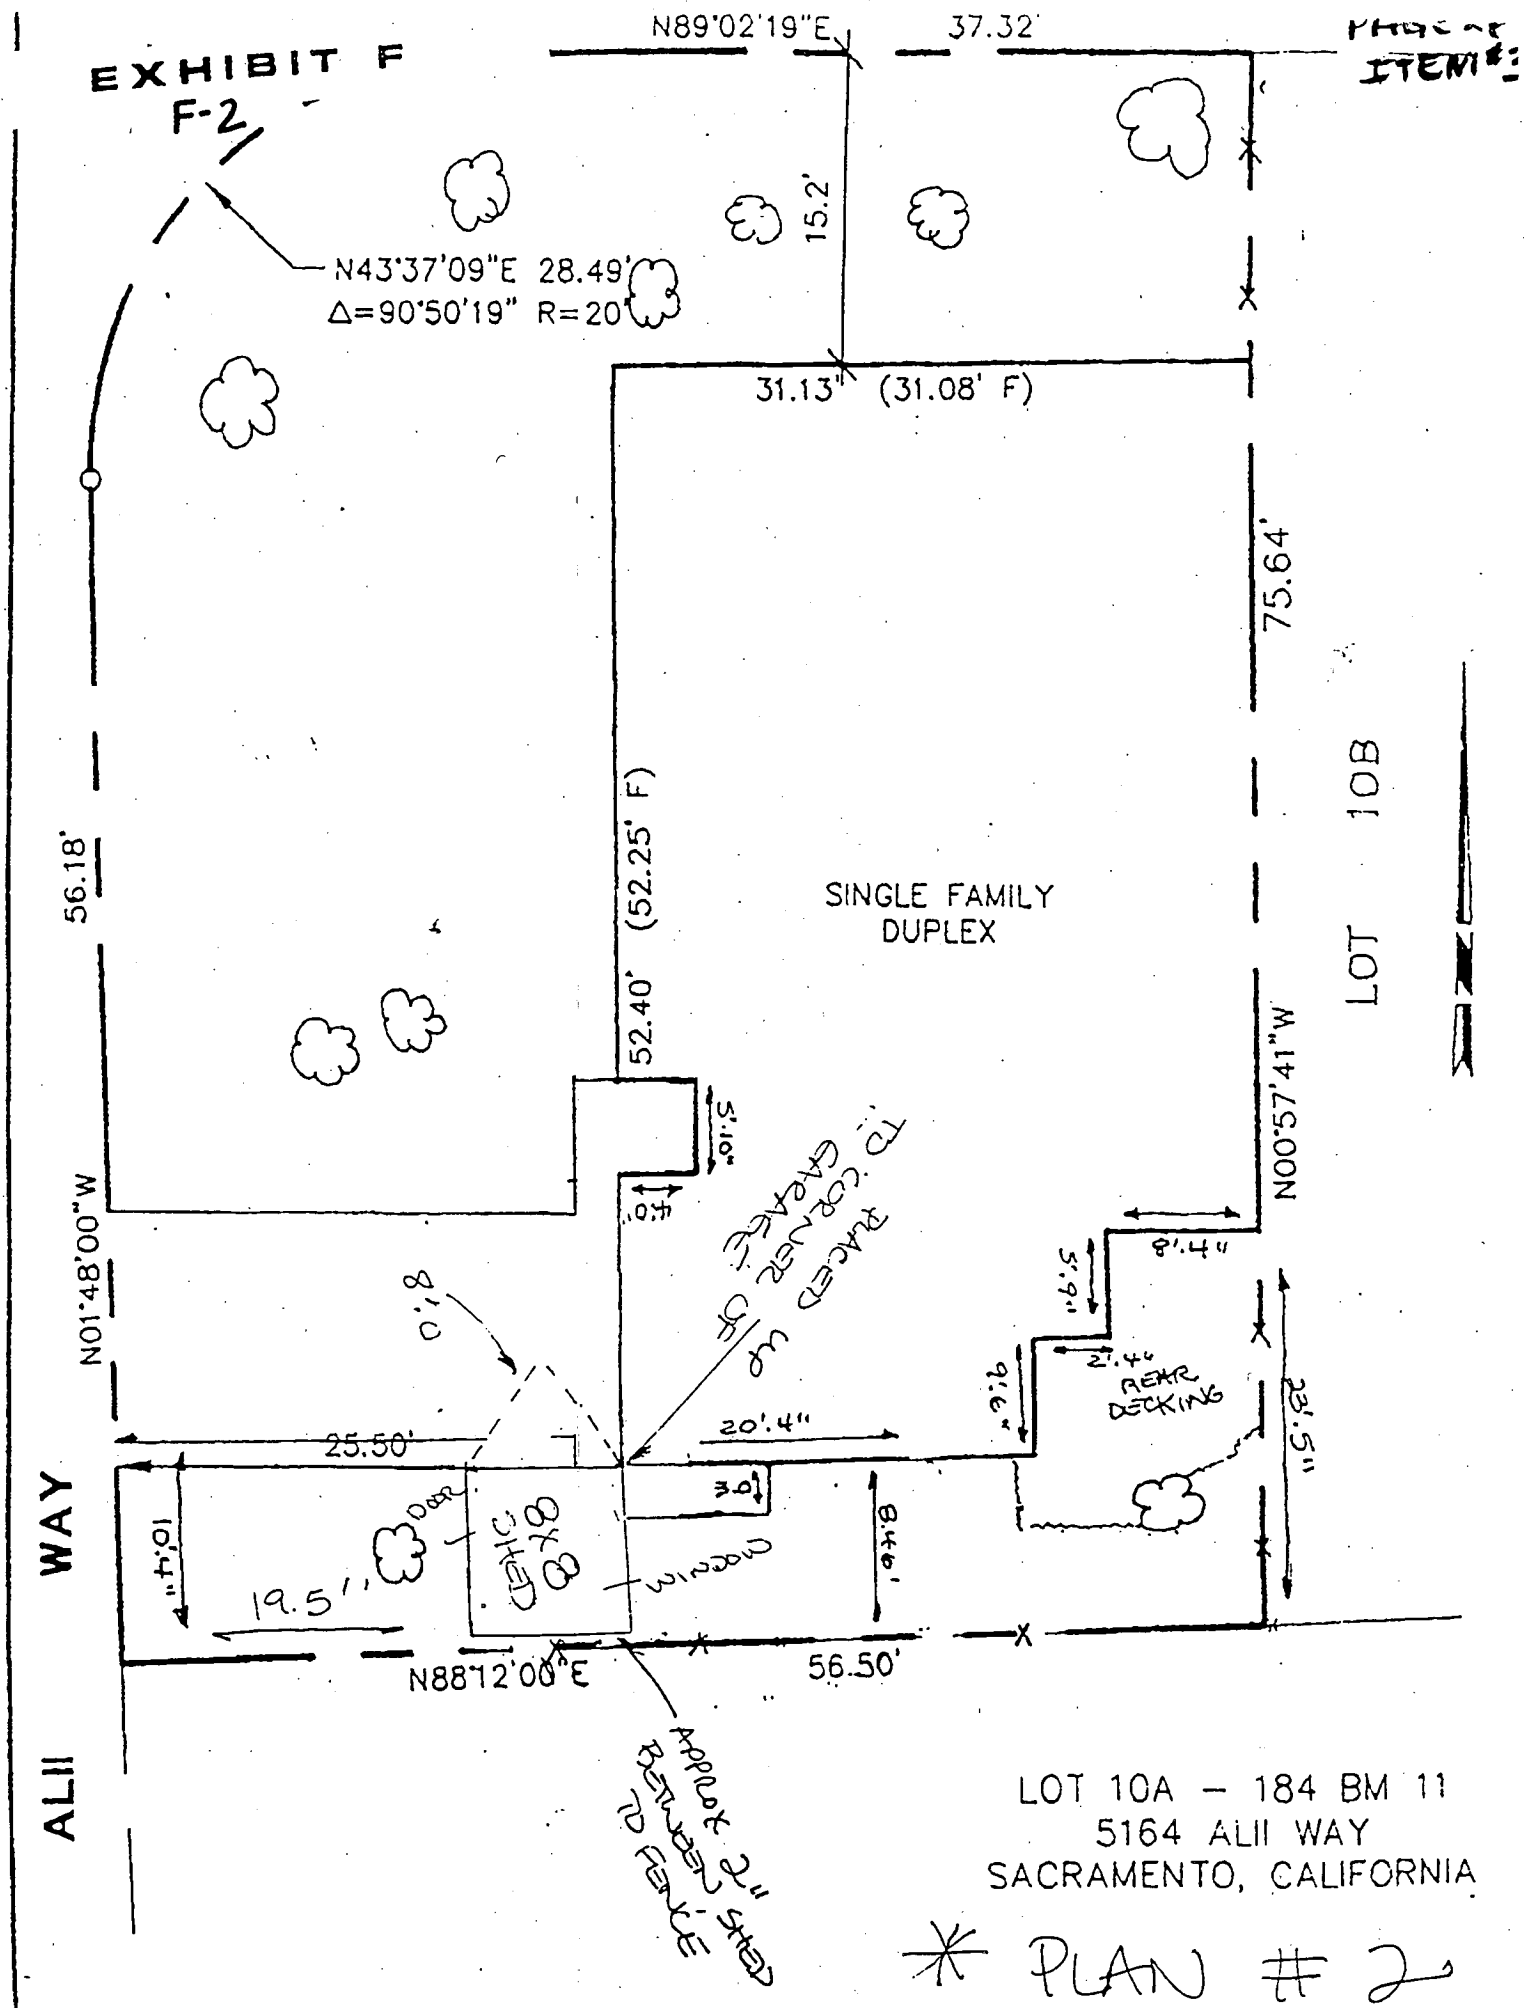 N89°02'19"E 37.32'
EXHIBIT F
F-2
ITEM#
15.2'
N43°37'09"E 28.49'
Δ=90°50'19" R=20'
31.13' (31.08' F)
75.64'
LOT 10B
56.18'
52.40' (52.25' F)
SINGLE FAMILY
DUPLEX
N
N00°57'41"W
5'.10"
4'.0"
N01°48'00"W
8'.0
PLACED UP
TO CORNER OF
GARAGE
8'.4"
5'.9"
2'.4"
9'.6"
REAR
DECKING
23'.5"
25.50'
20'.4"
3'.0"
8.46'
10'.4"
DOOR
8X8
SHED
WINDOW
19.5'
N88°12'00"E
56.50'
ALII WAY
APPROX 2"
BETWEEN SHED
TO FENCE
LOT 10A – 184 BM 11
5164 ALII WAY
SACRAMENTO, CALIFORNIA
* PLAN # 2